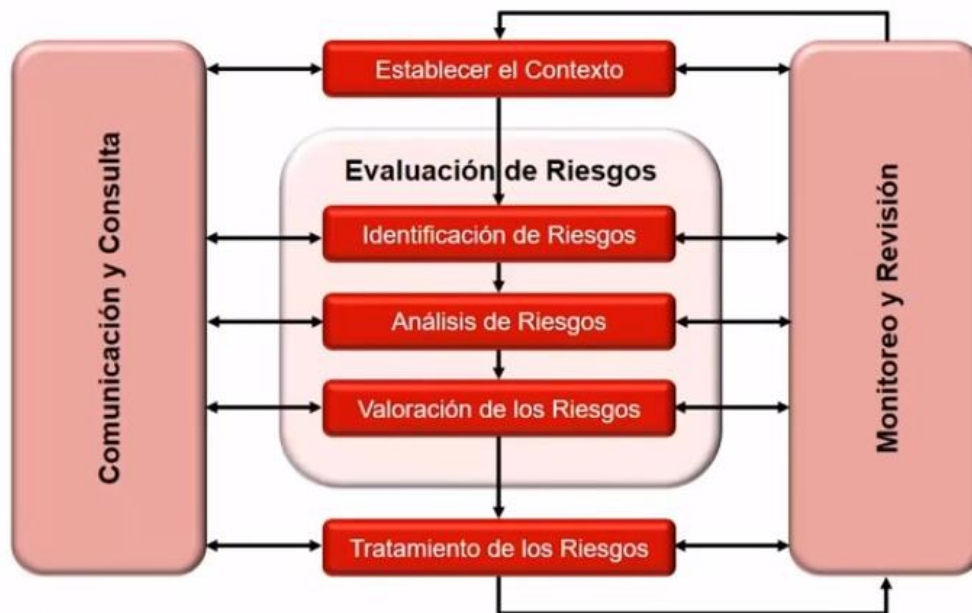 Establecer el Contexto
Comunicación y Consulta
Evaluación de Riesgos
Identificación de Riesgos
Análisis de Riesgos
Valoración de los Riesgos
Tratamiento de los Riesgos
Monitoreo y Revisión